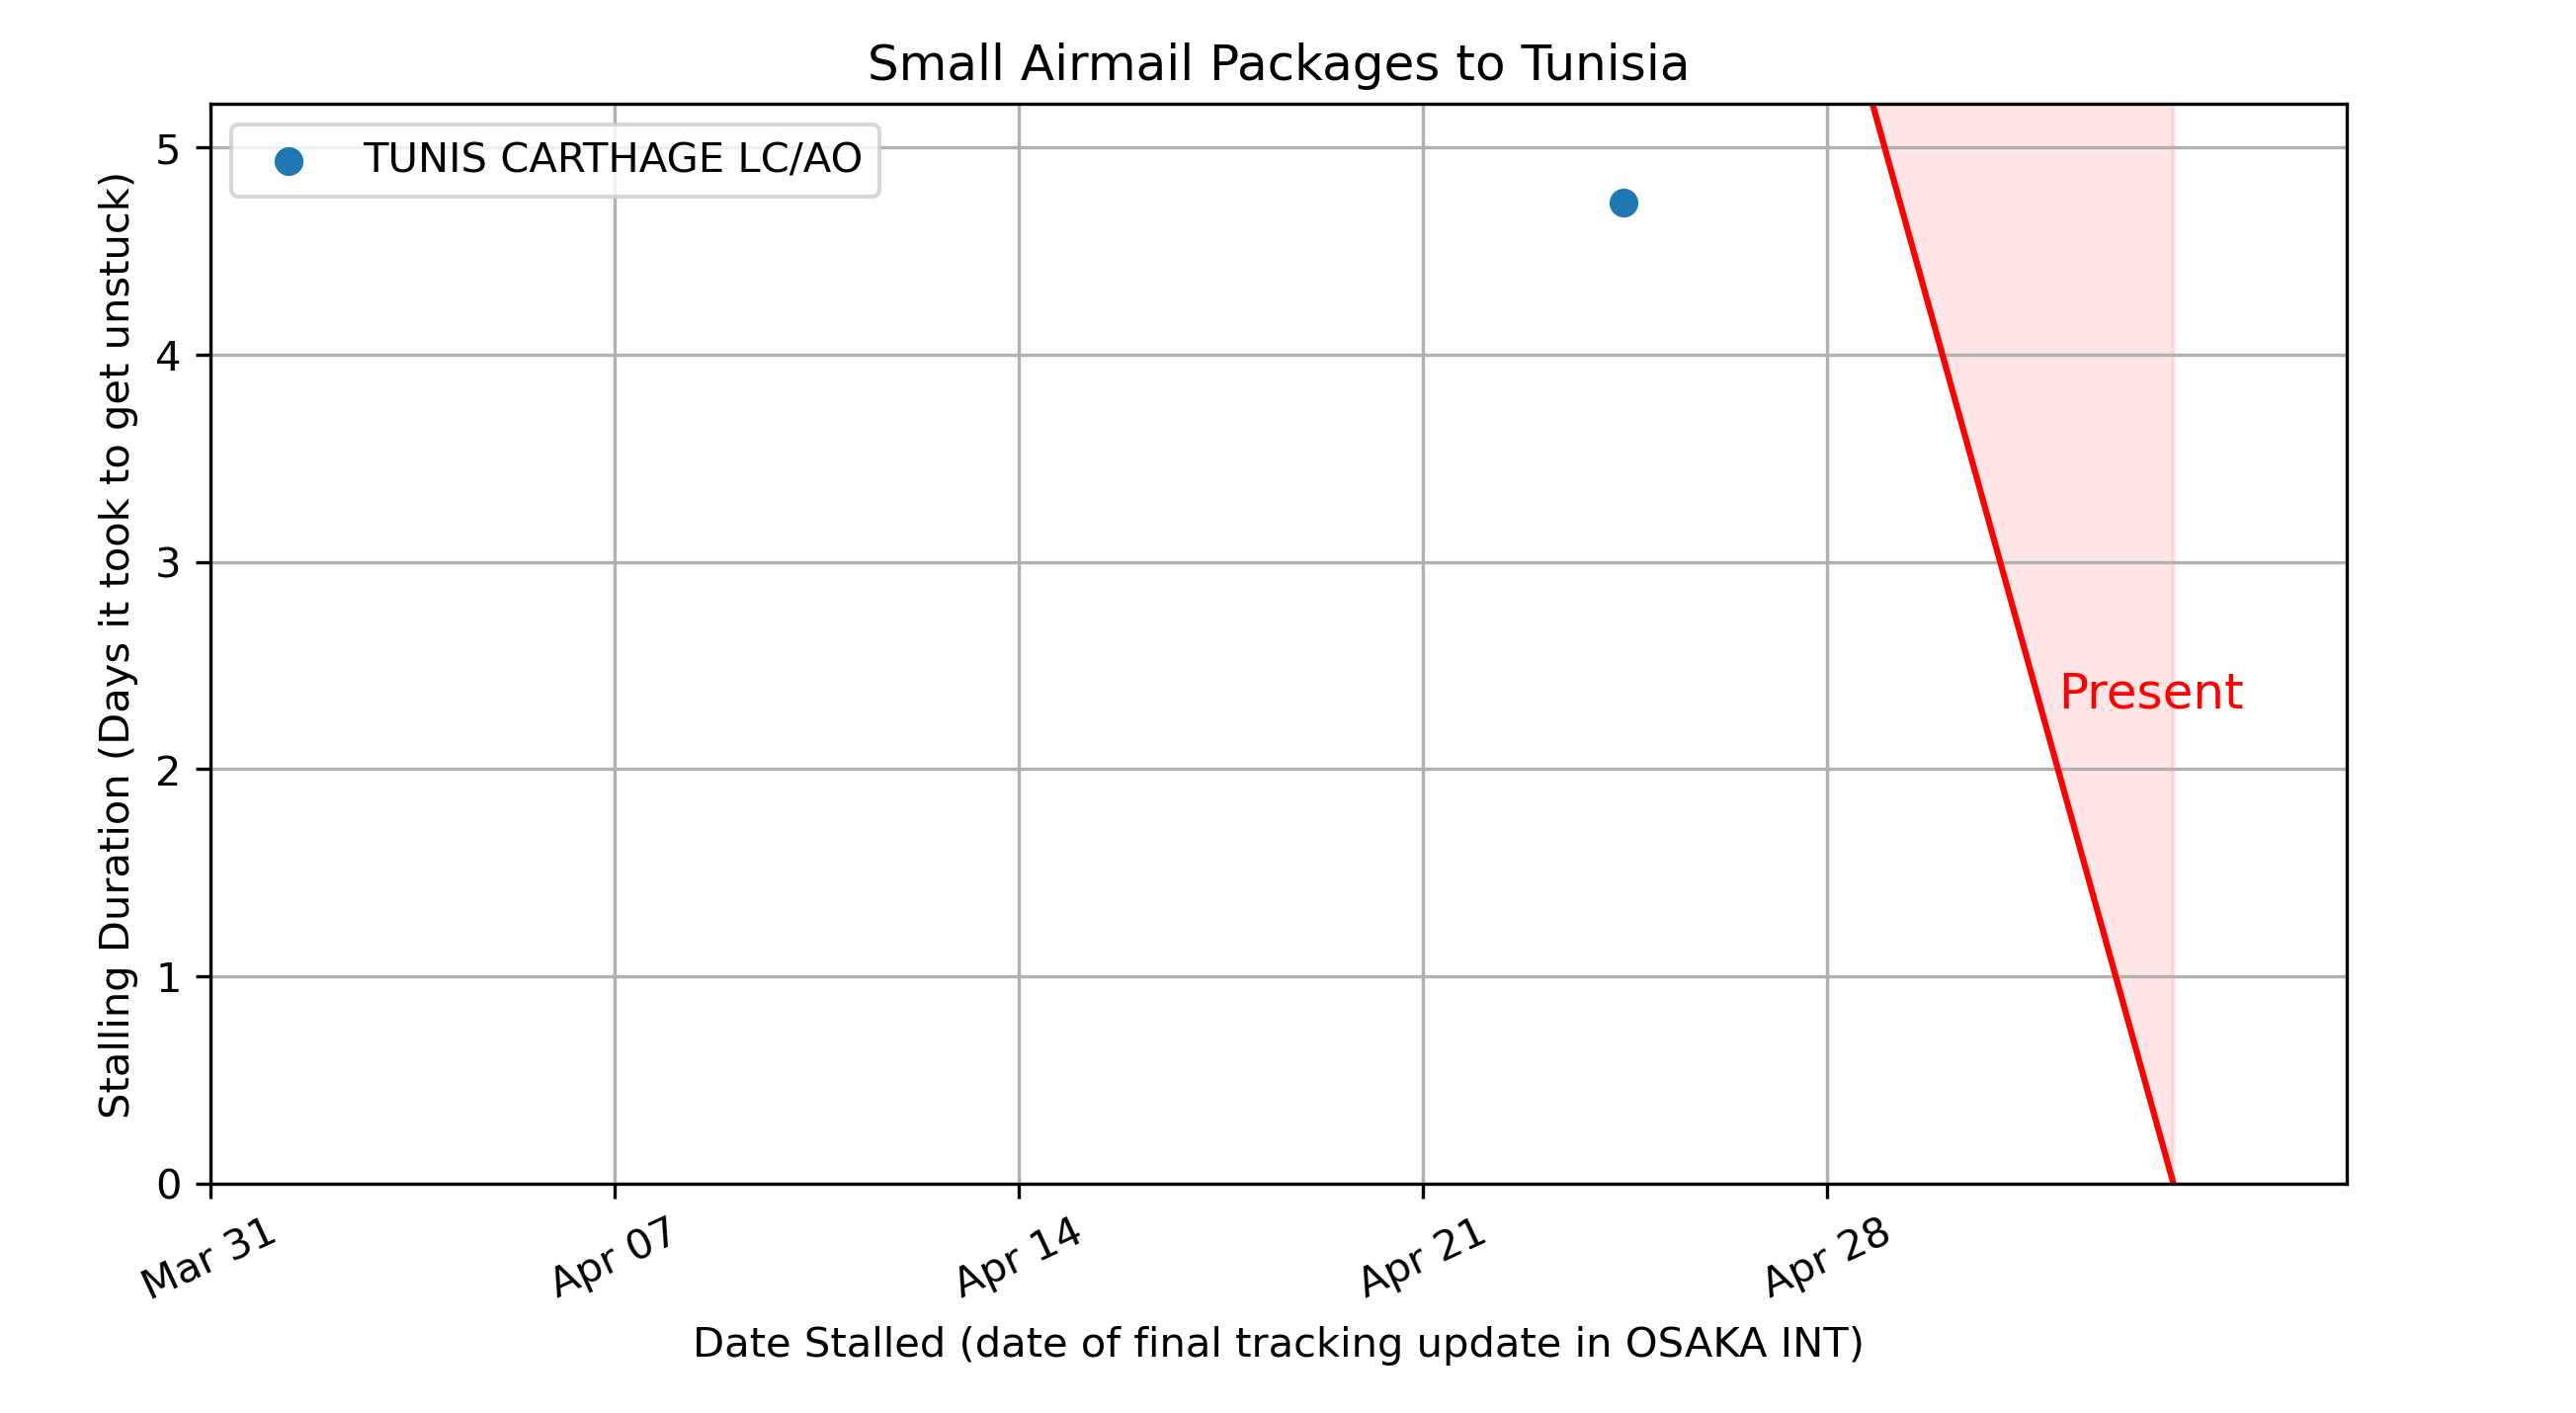 Small Airmail Packages to Tunisia
TUNIS CARTHAGE LC/AO
Stalling Duration (Days it took to get unstuck)
5
4
3
2
1
0
Present
Mar 31
Apr 07
Apr 14
Apr 21
Apr 28
Date Stalled (date of final tracking update in OSAKA INT)